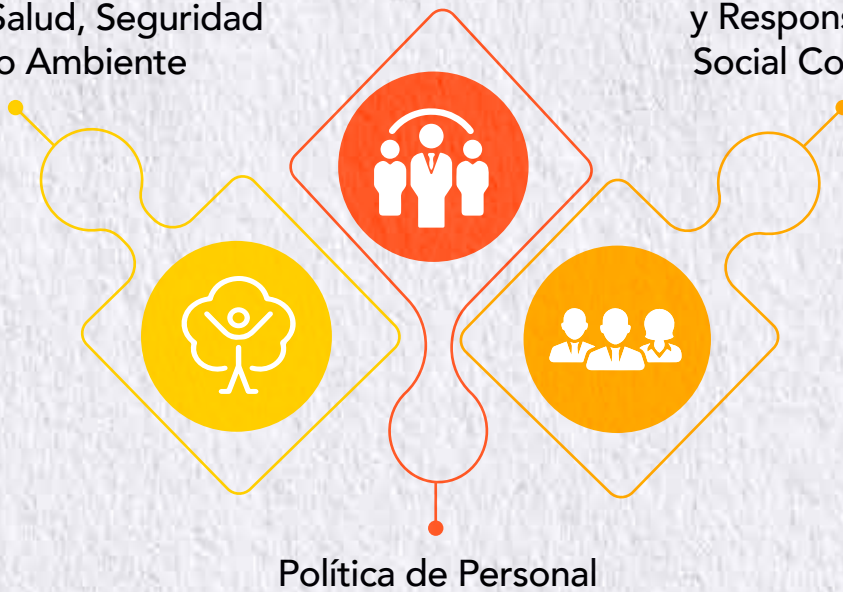 Salud, Seguridad
o Ambiente
y Respons
Social Co
Política de Personal